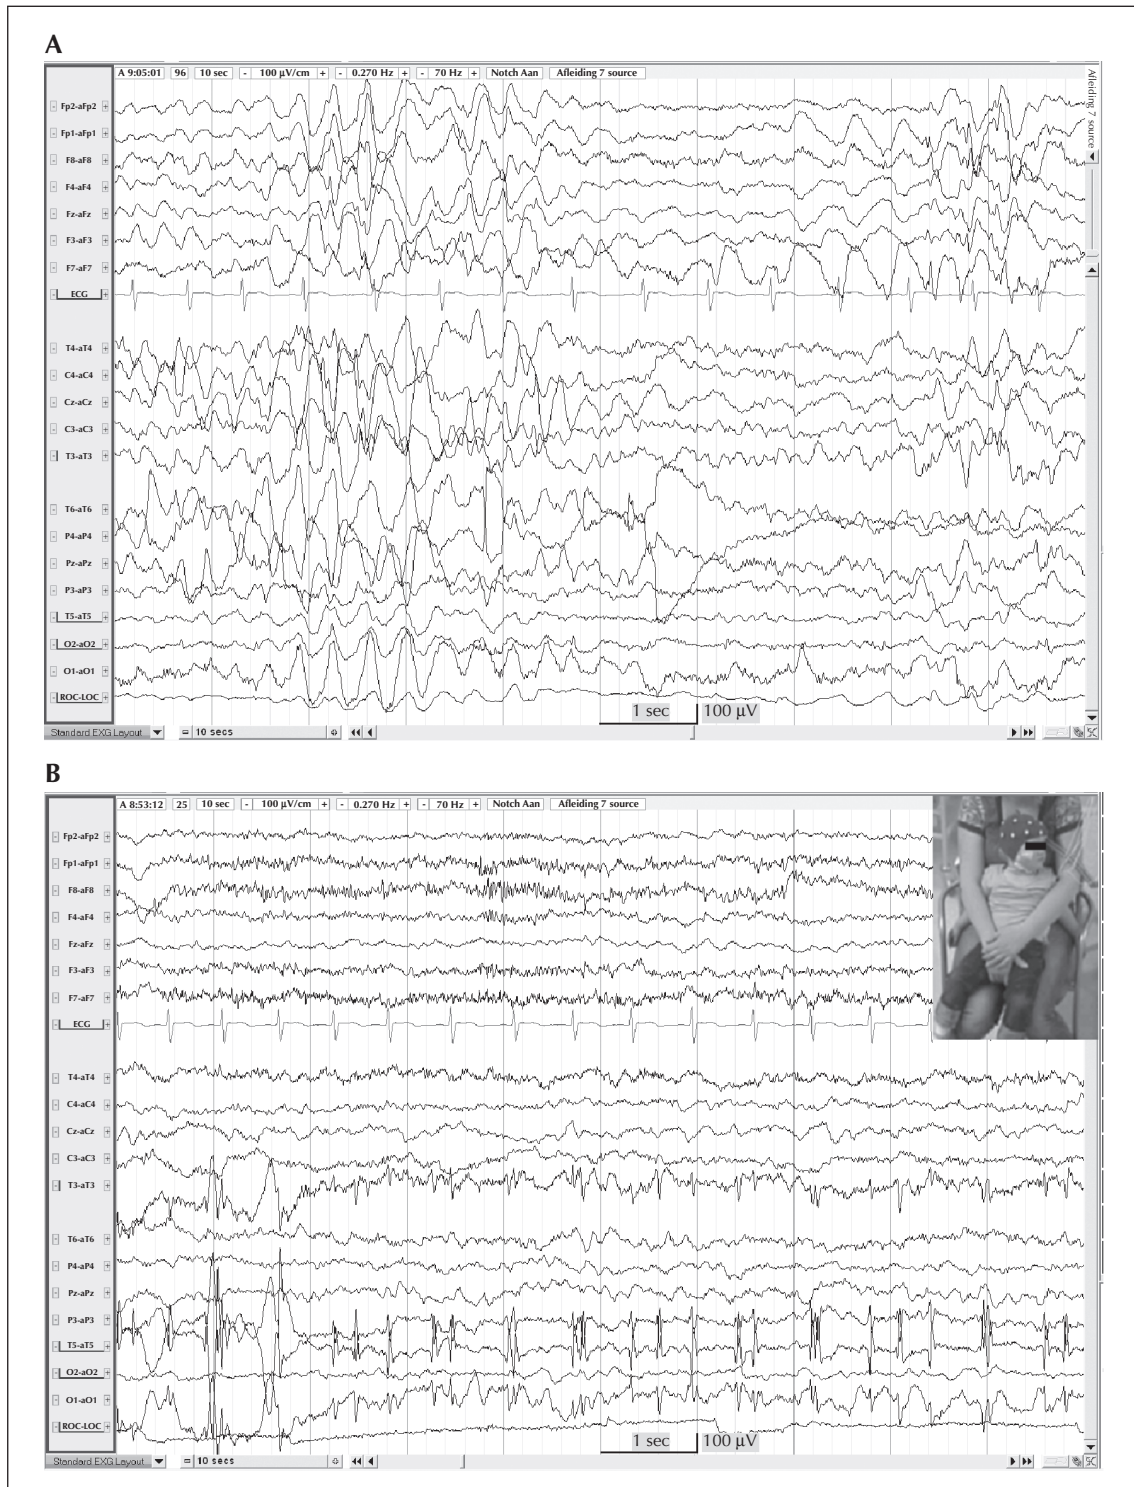 A
A 9:05:01 96 10 sec - 100 μV/cm + - 0.270 Hz + - 70 Hz + Notch Aan Afleiding 7 source
Afleiding 7 source
- Fp2-aFp2 +
- Fp1-aFp1 +
- F8-aF8 +
- F4-aF4 +
- Fz-aFz +
- F3-aF3 +
- F7-aF7 +
- ECG +
- T4-aT4 +
- C4-aC4 +
- Cz-aCz +
- C3-aC3 +
- T3-aT3 +
- T6-aT6 +
- P4-aP4 +
- Pz-aPz +
- P3-aP3 +
- T5-aT5 +
- O2-aO2 +
- O1-aO1 +
- ROC-LOC +
1 sec 100 μV
Standard EXG Layout 10 secs
B
A 8:53:12 25 10 sec - 100 μV/cm + - 0.270 Hz + - 70 Hz + Notch Aan Afleiding 7 source
- Fp2-aFp2 +
- Fp1-aFp1 +
- F8-aF8 +
- F4-aF4 +
- Fz-aFz +
- F3-aF3 +
- F7-aF7 +
- ECG +
- T4-aT4 +
- C4-aC4 +
- Cz-aCz +
- C3-aC3 +
- T3-aT3 +
- T6-aT6 +
- P4-aP4 +
- Pz-aPz +
- P3-aP3 +
- T5-aT5 +
- O2-aO2 +
- O1-aO1 +
- ROC-LOC +
1 sec 100 μV
Standard EXG Layout 10 secs